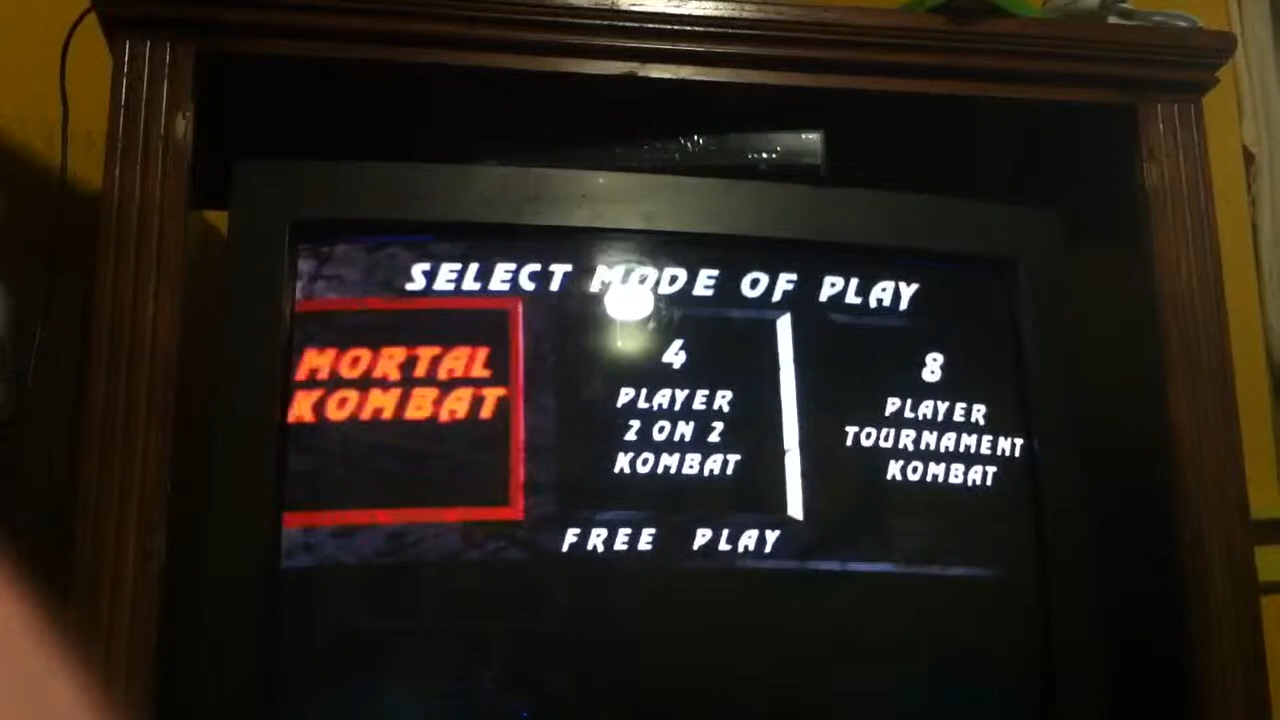 SELECT MODE OF PLAY
MORTAL
KOMBAT
4
PLAYER
2 ON 2
KOMBAT
8
PLAYER
TOURNAMENT
KOMBAT
FREE PLAY